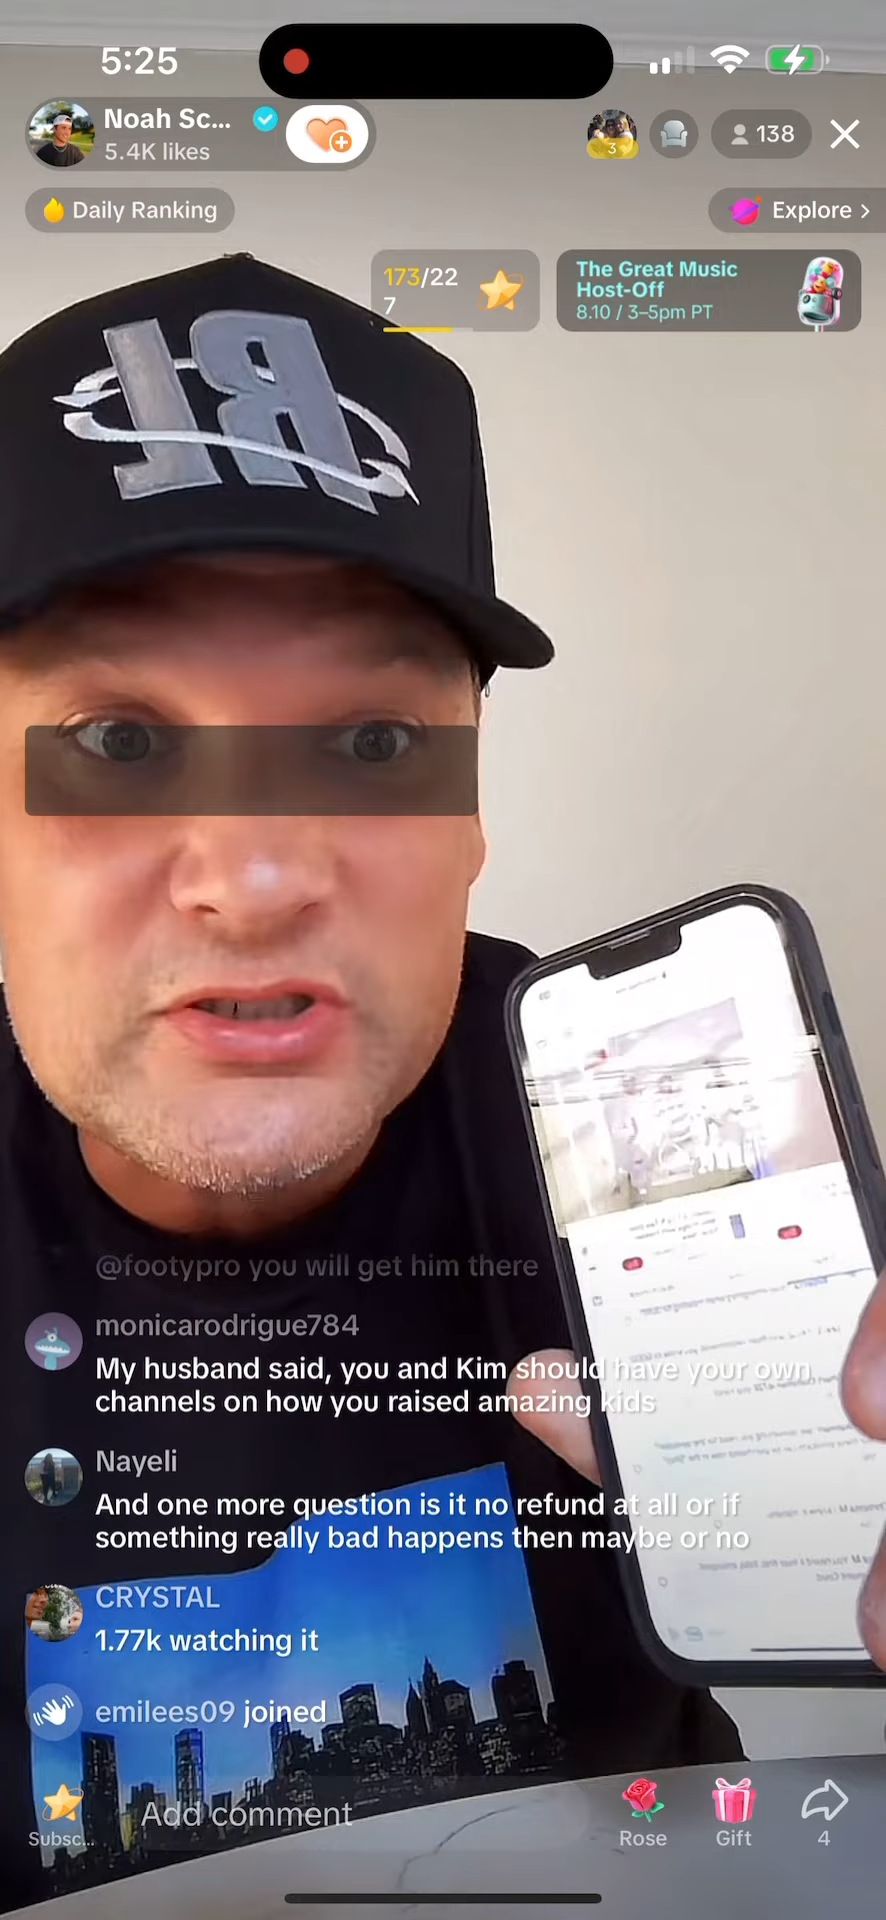 5:25
Noah Sc...
5.4K likes
3
138
Daily Ranking
Explore >
173/22
7
The Great Music
Host-Off
8.10 / 3–5pm PT
@footypro you will get him there
monicarodrigue784
My husband said, you and Kim should have your own
channels on how you raised amazing kids
Nayeli
And one more question is it no refund at all or if
something really bad happens then maybe or no
CRYSTAL
1.77k watching it
emilees09 joined
Subsc...
Add comment
Rose
Gift
4